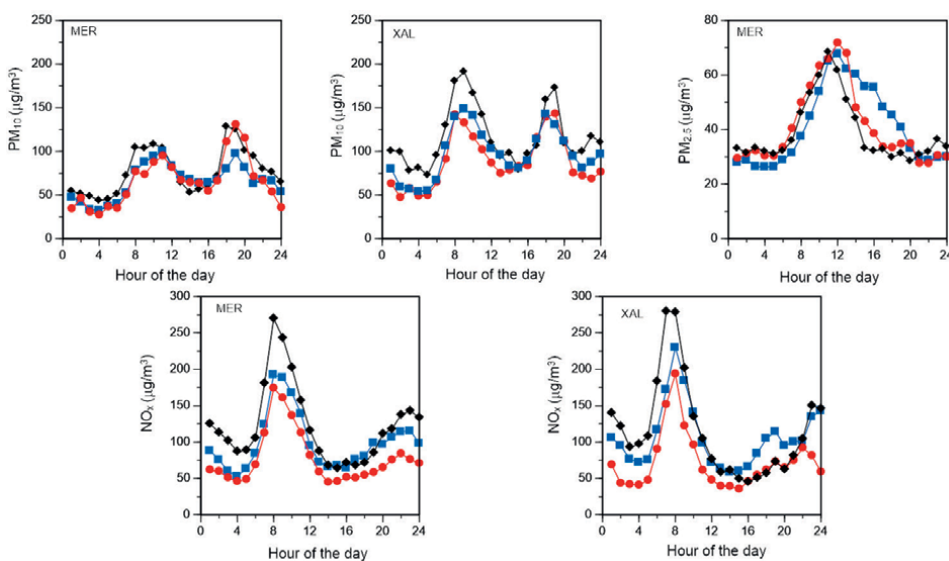 MER
PM₁₀ (μg/m³)
250
200
150
100
50
0
0 4 8 12 16 20 24
Hour of the day
XAL
PM₁₀ (μg/m³)
250
200
150
100
50
0
0 4 8 12 16 20 24
Hour of the day
MER
PM₂.₅ (μg/m³)
80
60
40
20
0
0 4 8 12 16 20 24
Hour of the day
MER
NOₓ (μg/m³)
300
250
200
150
100
50
0
0 4 8 12 16 20 24
Hour of the day
XAL
NOₓ (μg/m³)
300
250
200
150
100
50
0
0 4 8 12 16 20 24
Hour of the day